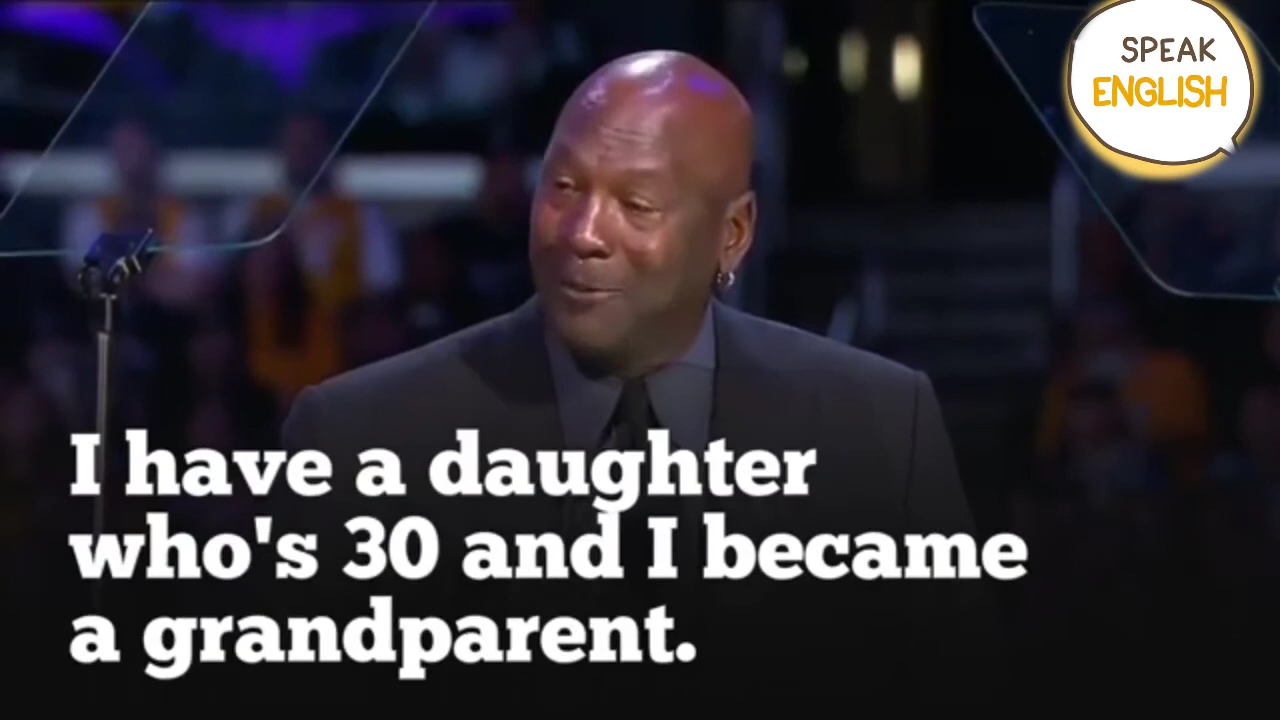 SPEAK
ENGLISH
I have a daughter
who's 30 and I became
a grandparent.